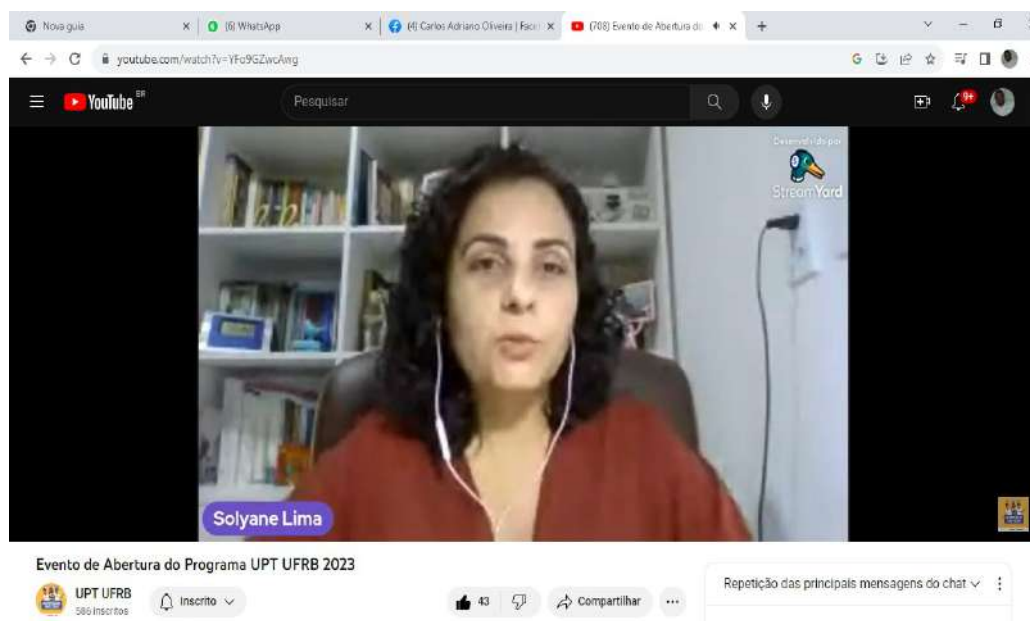 Nova guia
(6) WhatsApp
(4) Carlos Adriano Oliveira | Face
(708) Evento de Abertura do
youtube.com/watch?v=YFo9GZwcAwg
YouTube BR
Pesquisar
9+
Desenvolvido por
StreamYard
Solyane Lima
Evento de Abertura do Programa UPT UFRB 2023
UPT UFRB
586 inscritos
Inscrito
43
Compartilhar
Repetição das principais mensagens do chat